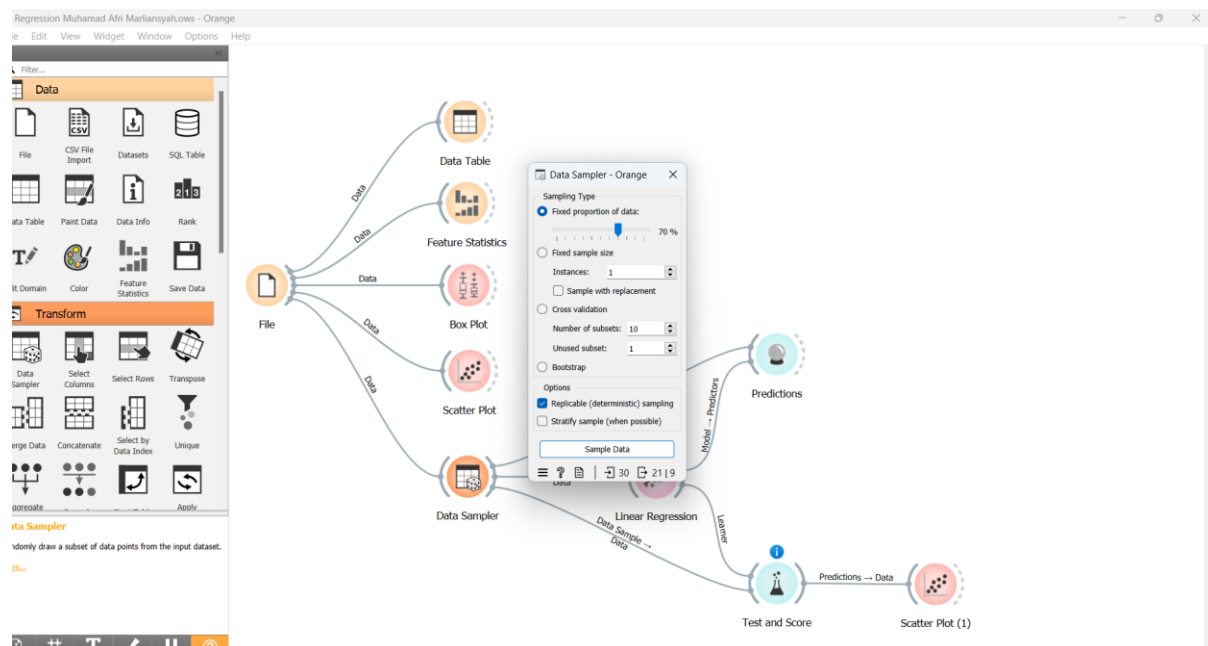 Regression Muhamad Afri Marliansyah.ows - Orange
Edit View Widget Window Options Help
Filter...
Data
File
CSV File Import
Datasets
SQL Table
Paint Data
Data Info
Rank
Color
Feature Statistics
Save Data
Transform
Data
Select Columns
Select Rows
Transpose
Concatenate
Select by Data Index
Unique
Apply
randomly draw a subset of data points from the input dataset.
File
Data
Data
Data
Data
Data
Data Table
Feature Statistics
Box Plot
Scatter Plot
Data Sampler
Data Sampler - Orange
Sampling Type
Fixed proportion of data:
70 %
Fixed sample size
Instances: 1
Sample with replacement
Cross validation
Number of subsets: 10
Unused subset: 1
Bootstrap
Options
Replicable (deterministic) sampling
Stratify sample (when possible)
Sample Data
30 21|9
Predictions
Model → Predictors
Linear Regression
Data Sample → Data
Learner
Test and Score
Predictions → Data
Scatter Plot (1)